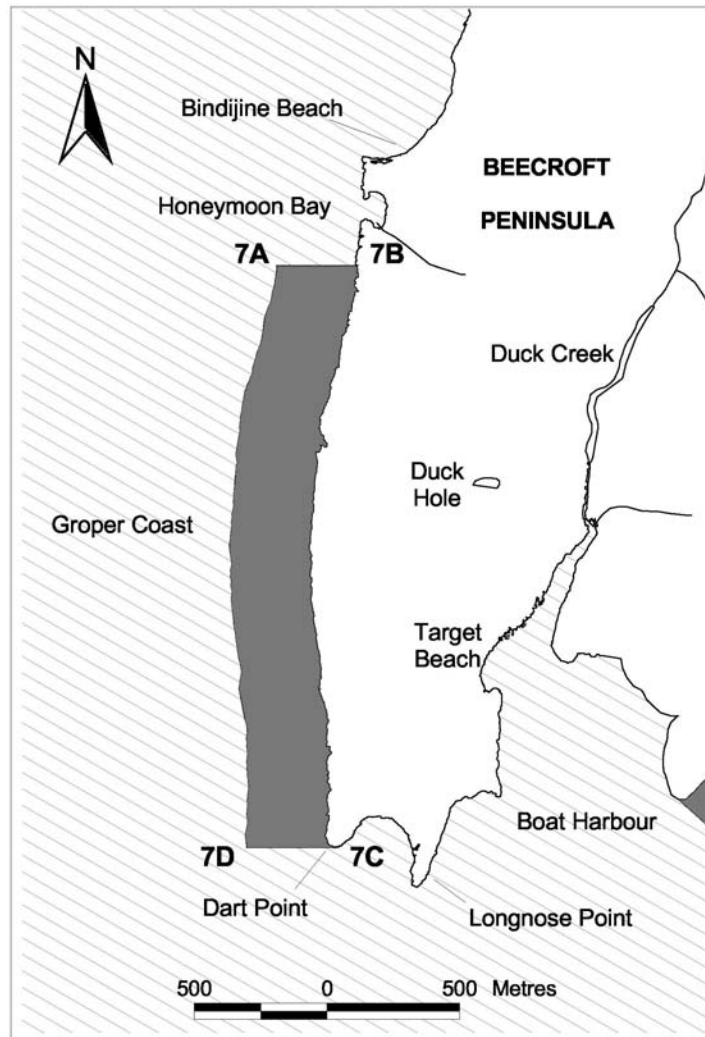 N
Bindijine Beach
BEECROFT
PENINSULA
Honeymoon Bay
7A
7B
Duck Creek
Duck
Hole
Groper Coast
Target
Beach
Boat Harbour
7D
7C
Dart Point
Longnose Point
500
0
500
Metres